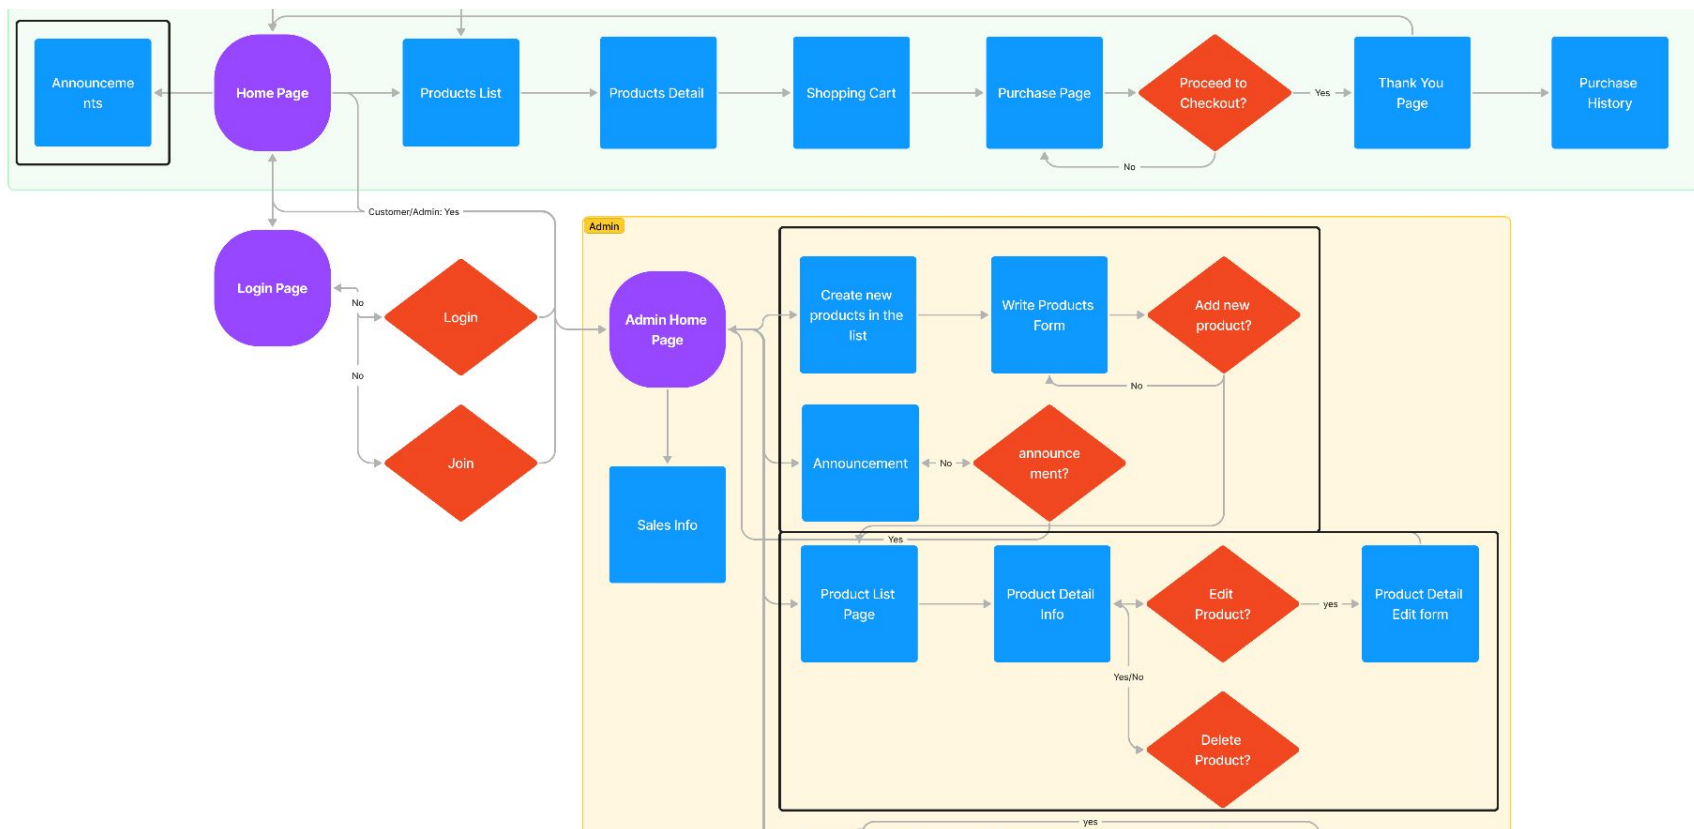 Announceme
nts
Home Page
Products List
Products Detail
Shopping Cart
Purchase Page
Proceed to
Checkout?
Yes
Thank You
Page
Purchase
History
No
Customer/Admin: Yes
Login Page
No
Login
No
Join
Admin
Admin Home
Page
Create new
products in the
list
Write Products
Form
Add new
product?
No
Announcement
No
announce
ment?
Sales Info
Yes
Product List
Page
Product Detail
Info
Edit
Product?
yes
Product Detail
Edit form
Yes/No
Delete
Product?
yes